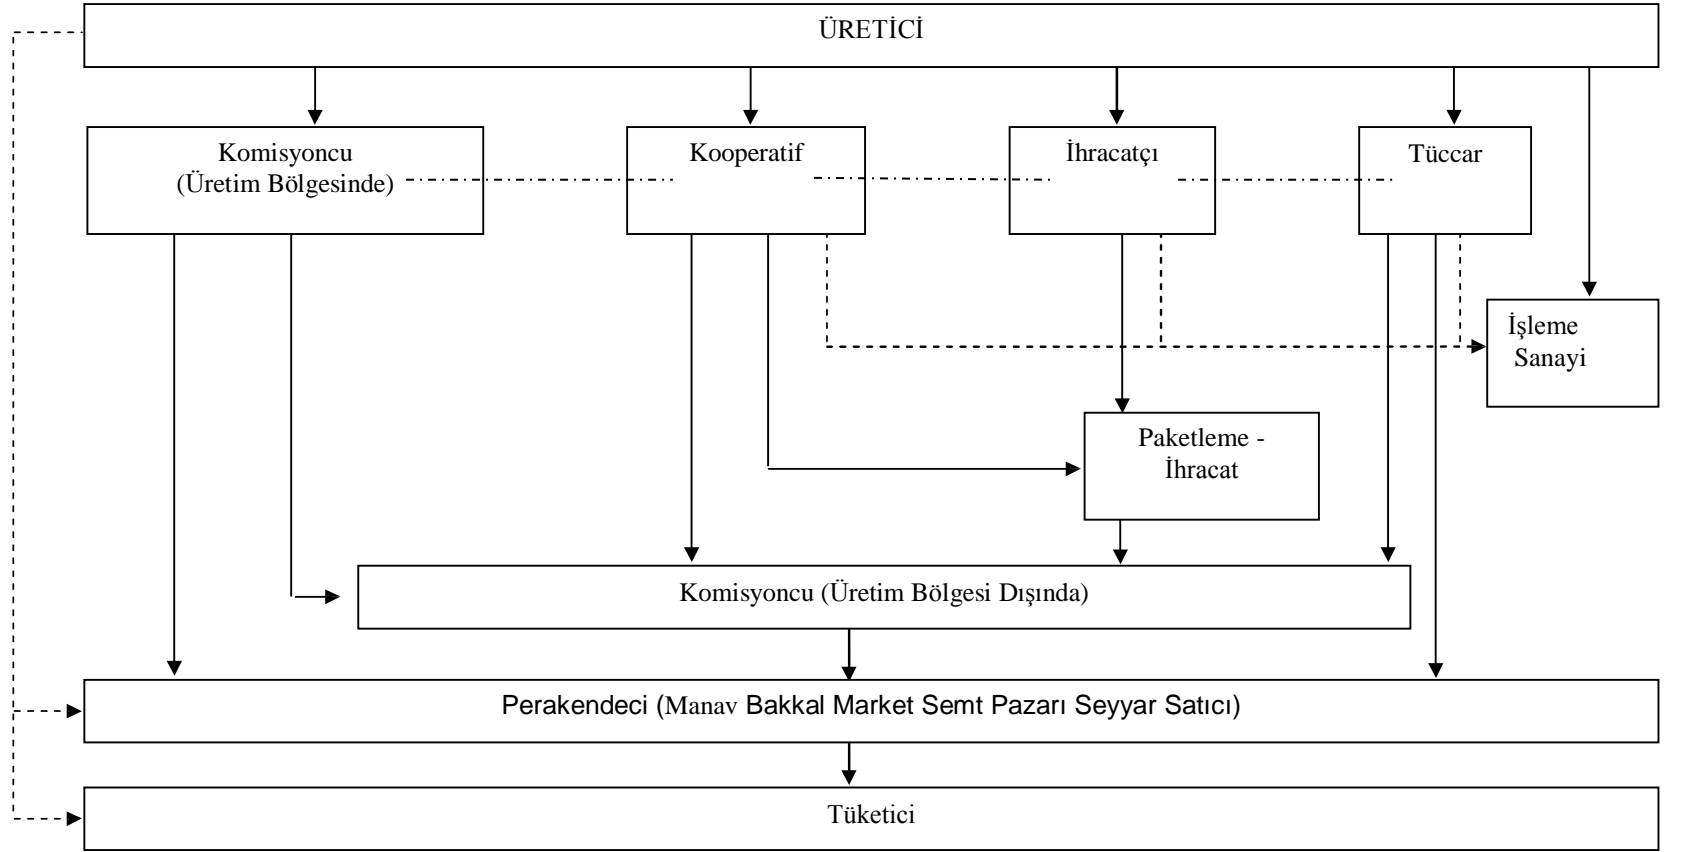 ÜRETİCİ
Komisyoncu
(Üretim Bölgesinde)
Kooperatif
İhracatçı
Tüccar
İşleme
Sanayi
Paketleme -
İhracat
Komisyoncu (Üretim Bölgesi Dışında)
Perakendeci (Manav Bakkal Market Semt Pazarı Seyyar Satıcı)
Tüketici